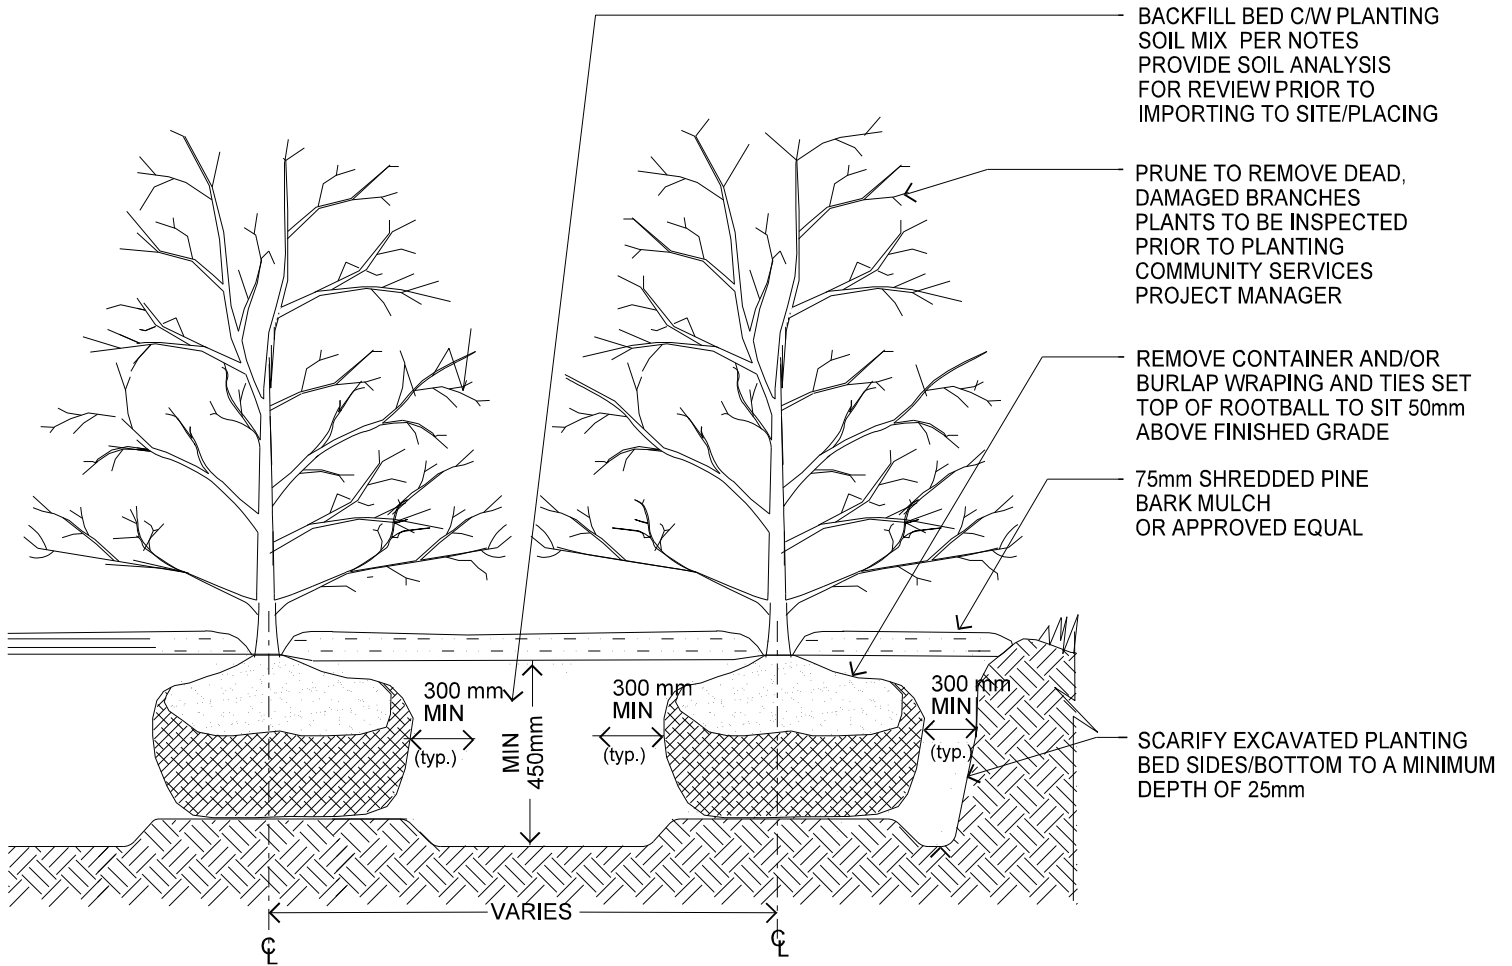 BACKFILL BED C/W PLANTING
SOIL MIX PER NOTES
PROVIDE SOIL ANALYSIS
FOR REVIEW PRIOR TO
IMPORTING TO SITE/PLACING
PRUNE TO REMOVE DEAD,
DAMAGED BRANCHES
PLANTS TO BE INSPECTED
PRIOR TO PLANTING
COMMUNITY SERVICES
PROJECT MANAGER
REMOVE CONTAINER AND/OR
BURLAP WRAPING AND TIES SET
TOP OF ROOTBALL TO SIT 50mm
ABOVE FINISHED GRADE
75mm SHREDDED PINE
BARK MULCH
OR APPROVED EQUAL
300 mm
MIN
(typ.)
MIN
450mm
300 mm
MIN
(typ.)
300 mm
MIN
(typ.)
SCARIFY EXCAVATED PLANTING
BED SIDES/BOTTOM TO A MINIMUM
DEPTH OF 25mm
VARIES
℄
℄